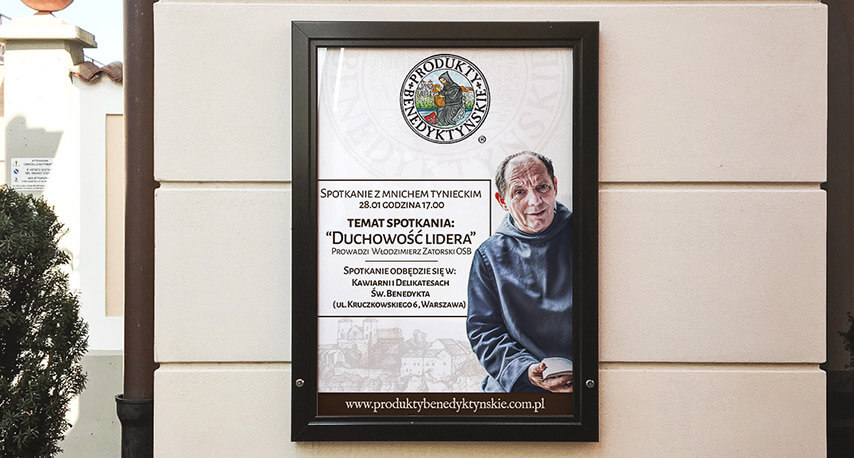 PRODUKTY
BENEDYKTYŃSKIE
®
SPOTKANIE Z MNICHEM TYNIECKIM
28.01 GODZINA 17.00
TEMAT SPOTKANIA:
“DUCHOWOŚĆ LIDERA”
PROWADZI WŁODZIMIERZ ZATORSKI OSB
SPOTKANIE ODBĘDZIE SIĘ W:
KAWIARNI I DELIKATESACH
ŚW. BENEDYKTA
(UL. KRUCZKOWSKIEGO 6, WARSZAWA)
www.produktybenedyktynskie.com.pl